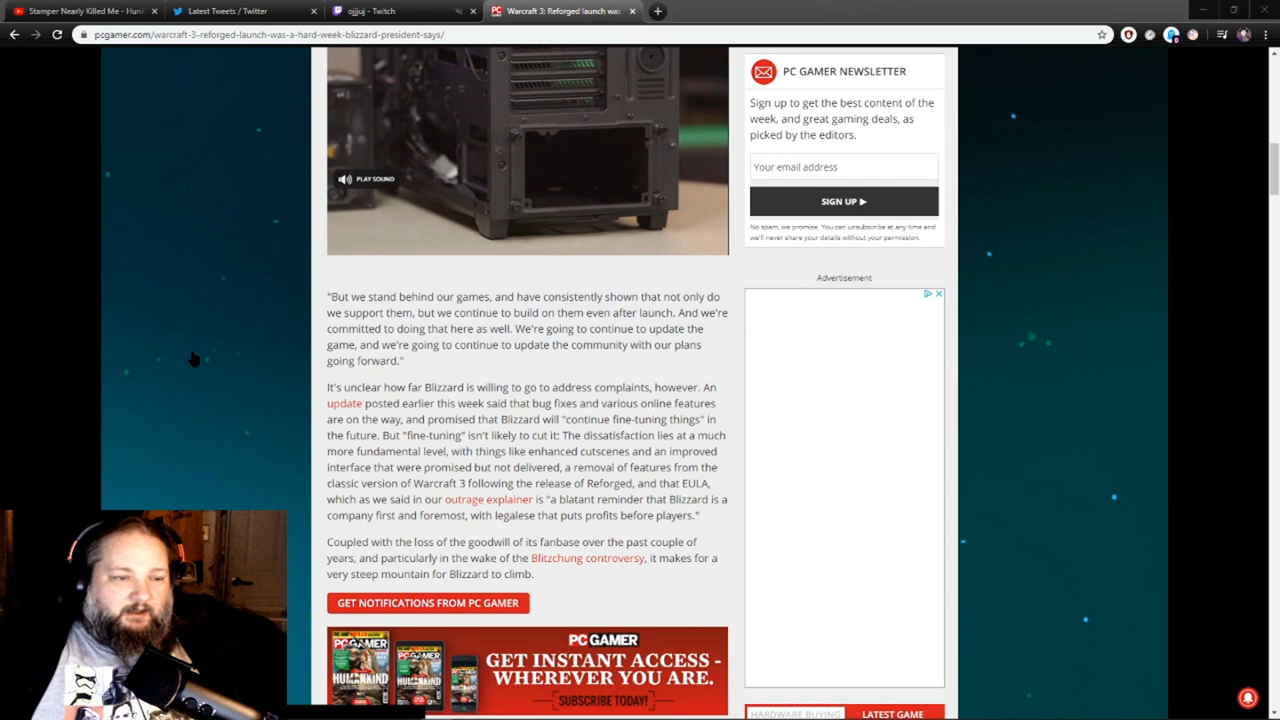 Stamper Nearly Killed Me - Huni
Latest Tweets / Twitter
ojjuj - Twitch
Warcraft 3: Reforged launch was
pcgamer.com/warcraft-3-reforged-launch-was-a-hard-week-blizzard-president-says/
PLAY SOUND
PC GAMER NEWSLETTER
Sign up to get the best content of the
week, and great gaming deals, as
picked by the editors.
Your email address
SIGN UP ▶
No spam, we promise. You can unsubscribe at any time and
we'll never share your details without your permission.
Advertisement
"But we stand behind our games, and have consistently shown that not only do
we support them, but we continue to build on them even after launch. And we're
committed to doing that here as well. We're going to continue to update the
game, and we're going to continue to update the community with our plans
going forward."
It's unclear how far Blizzard is willing to go to address complaints, however. An
update posted earlier this week said that bug fixes and various online features
are on the way, and promised that Blizzard will "continue fine-tuning things" in
the future. But "fine-tuning" isn't likely to cut it: The dissatisfaction lies at a much
more fundamental level, with things like enhanced cutscenes and an improved
interface that were promised but not delivered, a removal of features from the
classic version of Warcraft 3 following the release of Reforged, and that EULA,
which as we said in our outrage explainer is "a blatant reminder that Blizzard is a
company first and foremost, with legalese that puts profits before players."
Coupled with the loss of the goodwill of its fanbase over the past couple of
years, and particularly in the wake of the Blitzchung controversy, it makes for a
very steep mountain for Blizzard to climb.
GET NOTIFICATIONS FROM PC GAMER
PC GAMER
GET INSTANT ACCESS -
WHEREVER YOU ARE.
SUBSCRIBE TODAY!
PC GAMER
HUMANKIND
HARDWARE BUYING
LATEST GAME